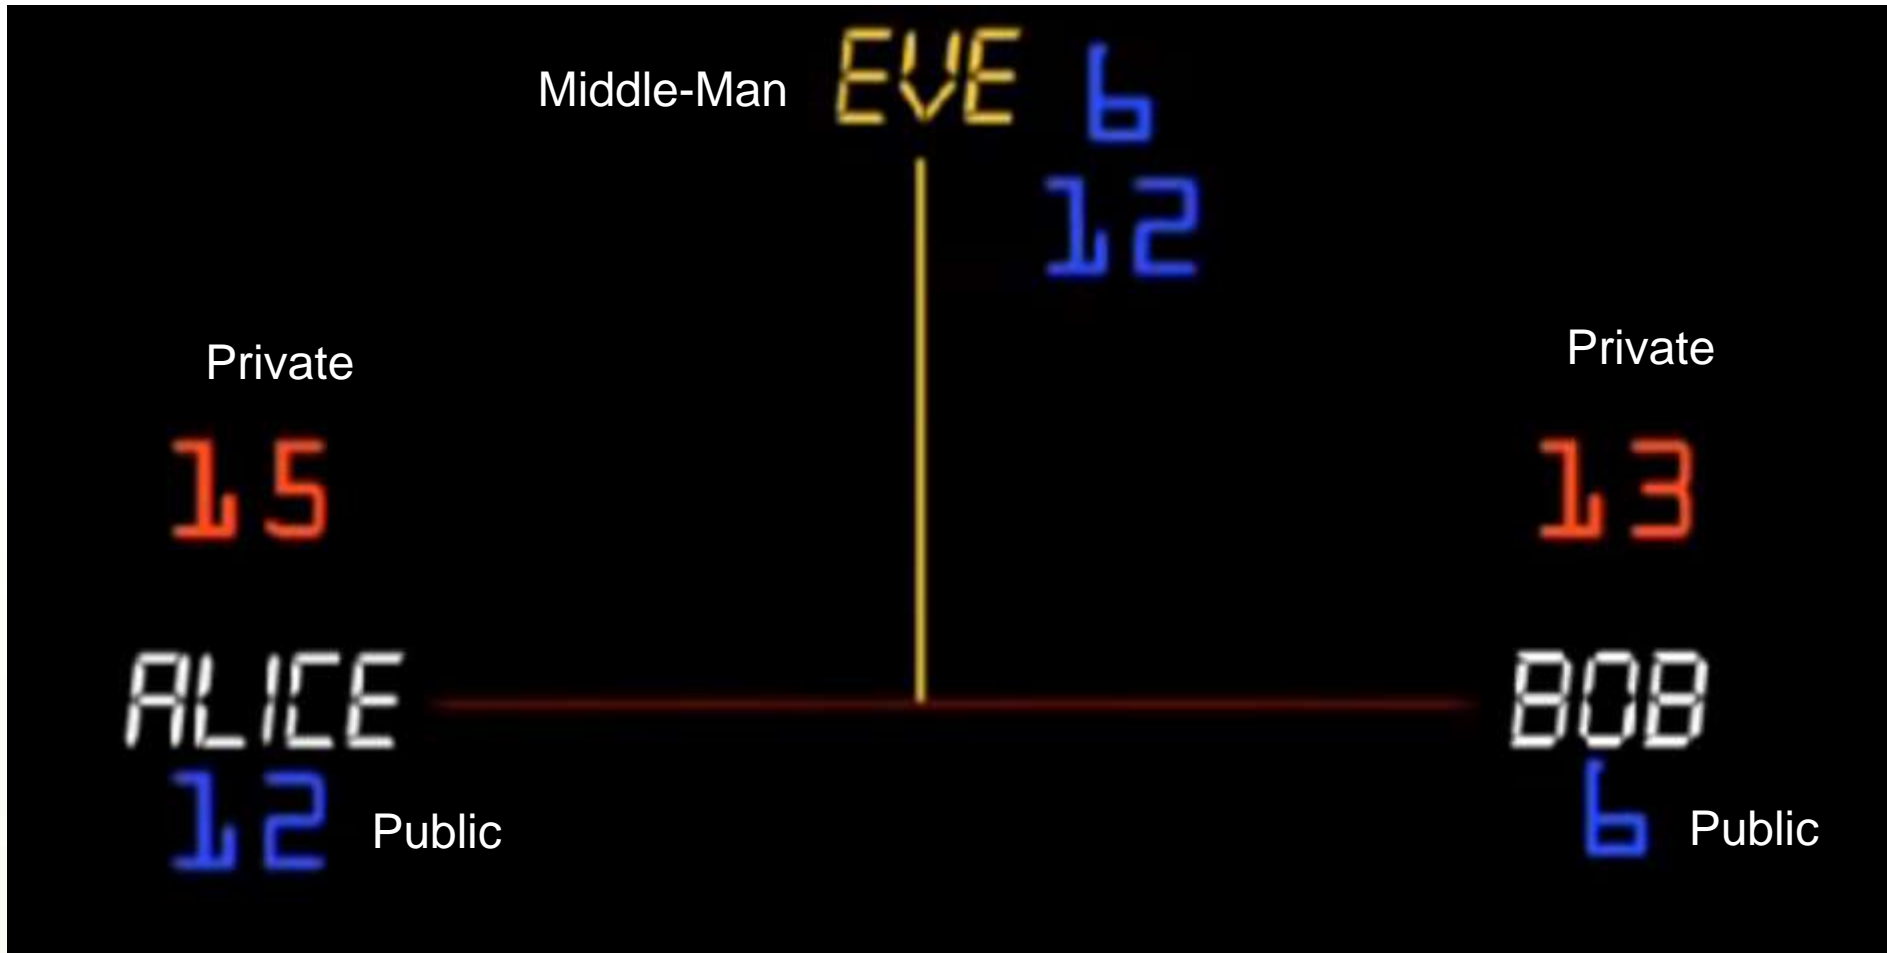 Middle-Man EVE 6
12
Private
Private
15
13
ALICE
BOB
12 Public
6 Public